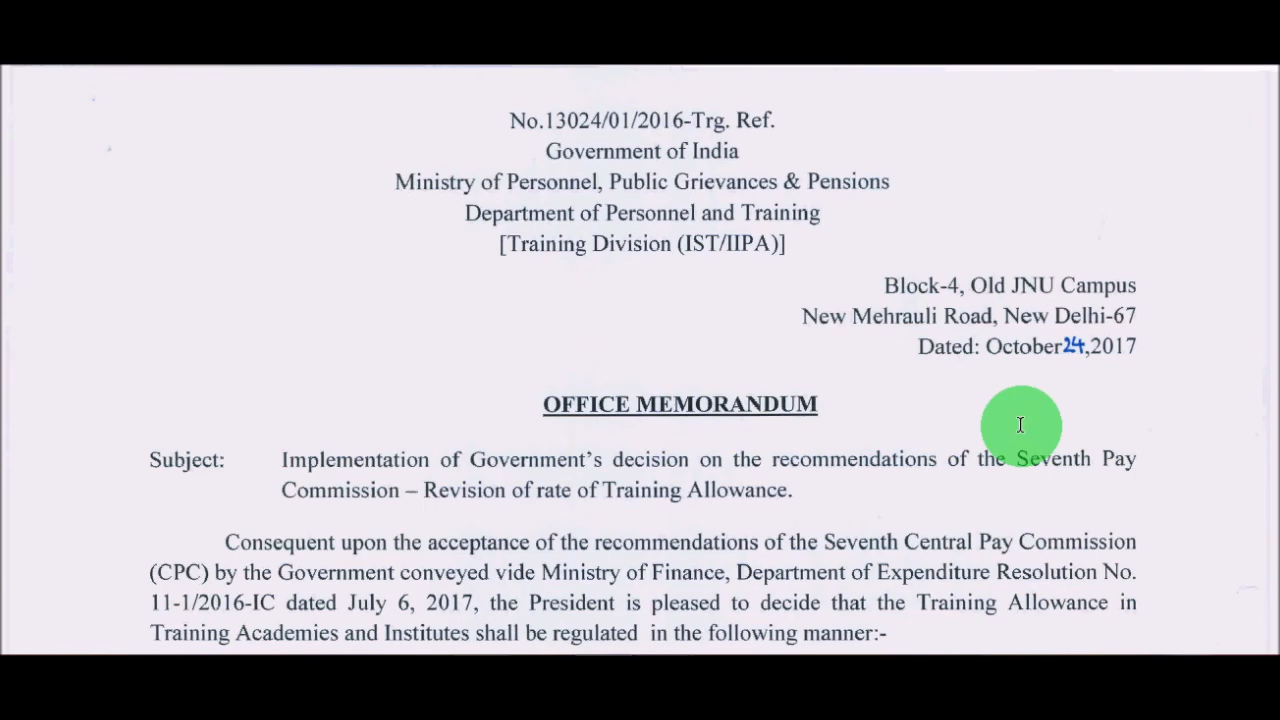 No.13024/01/2016-Trg. Ref.
Government of India
Ministry of Personnel, Public Grievances & Pensions
Department of Personnel and Training
[Training Division (IST/IIPA)]
Block-4, Old JNU Campus
New Mehrauli Road, New Delhi-67
Dated: October24,2017
OFFICE MEMORANDUM
Subject: Implementation of Government's decision on the recommendations of the Seventh Pay
Commission – Revision of rate of Training Allowance.
Consequent upon the acceptance of the recommendations of the Seventh Central Pay Commission
(CPC) by the Government conveyed vide Ministry of Finance, Department of Expenditure Resolution No.
11-1/2016-IC dated July 6, 2017, the President is pleased to decide that the Training Allowance in
Training Academies and Institutes shall be regulated in the following manner:-